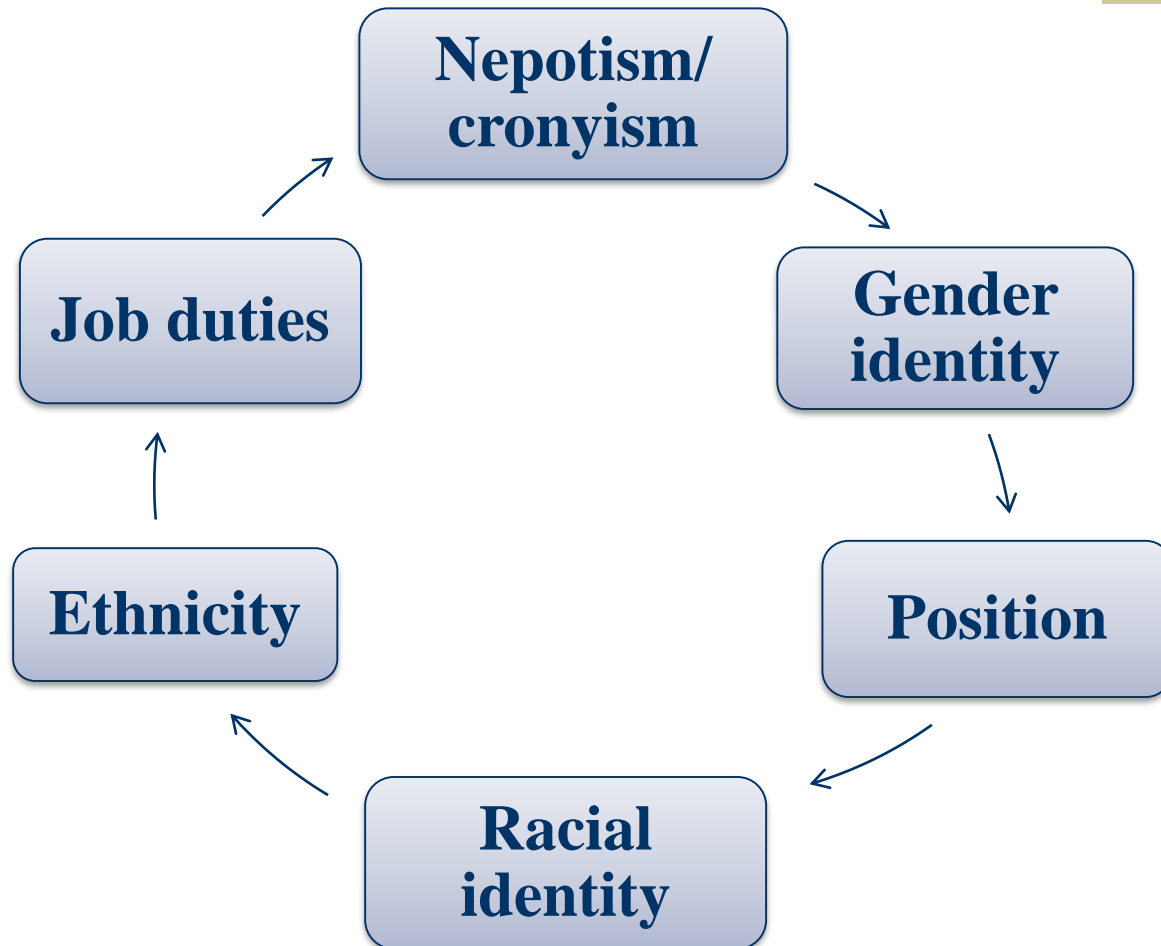 Nepotism/
cronyism
Gender
identity
Position
Racial
identity
Ethnicity
Job duties